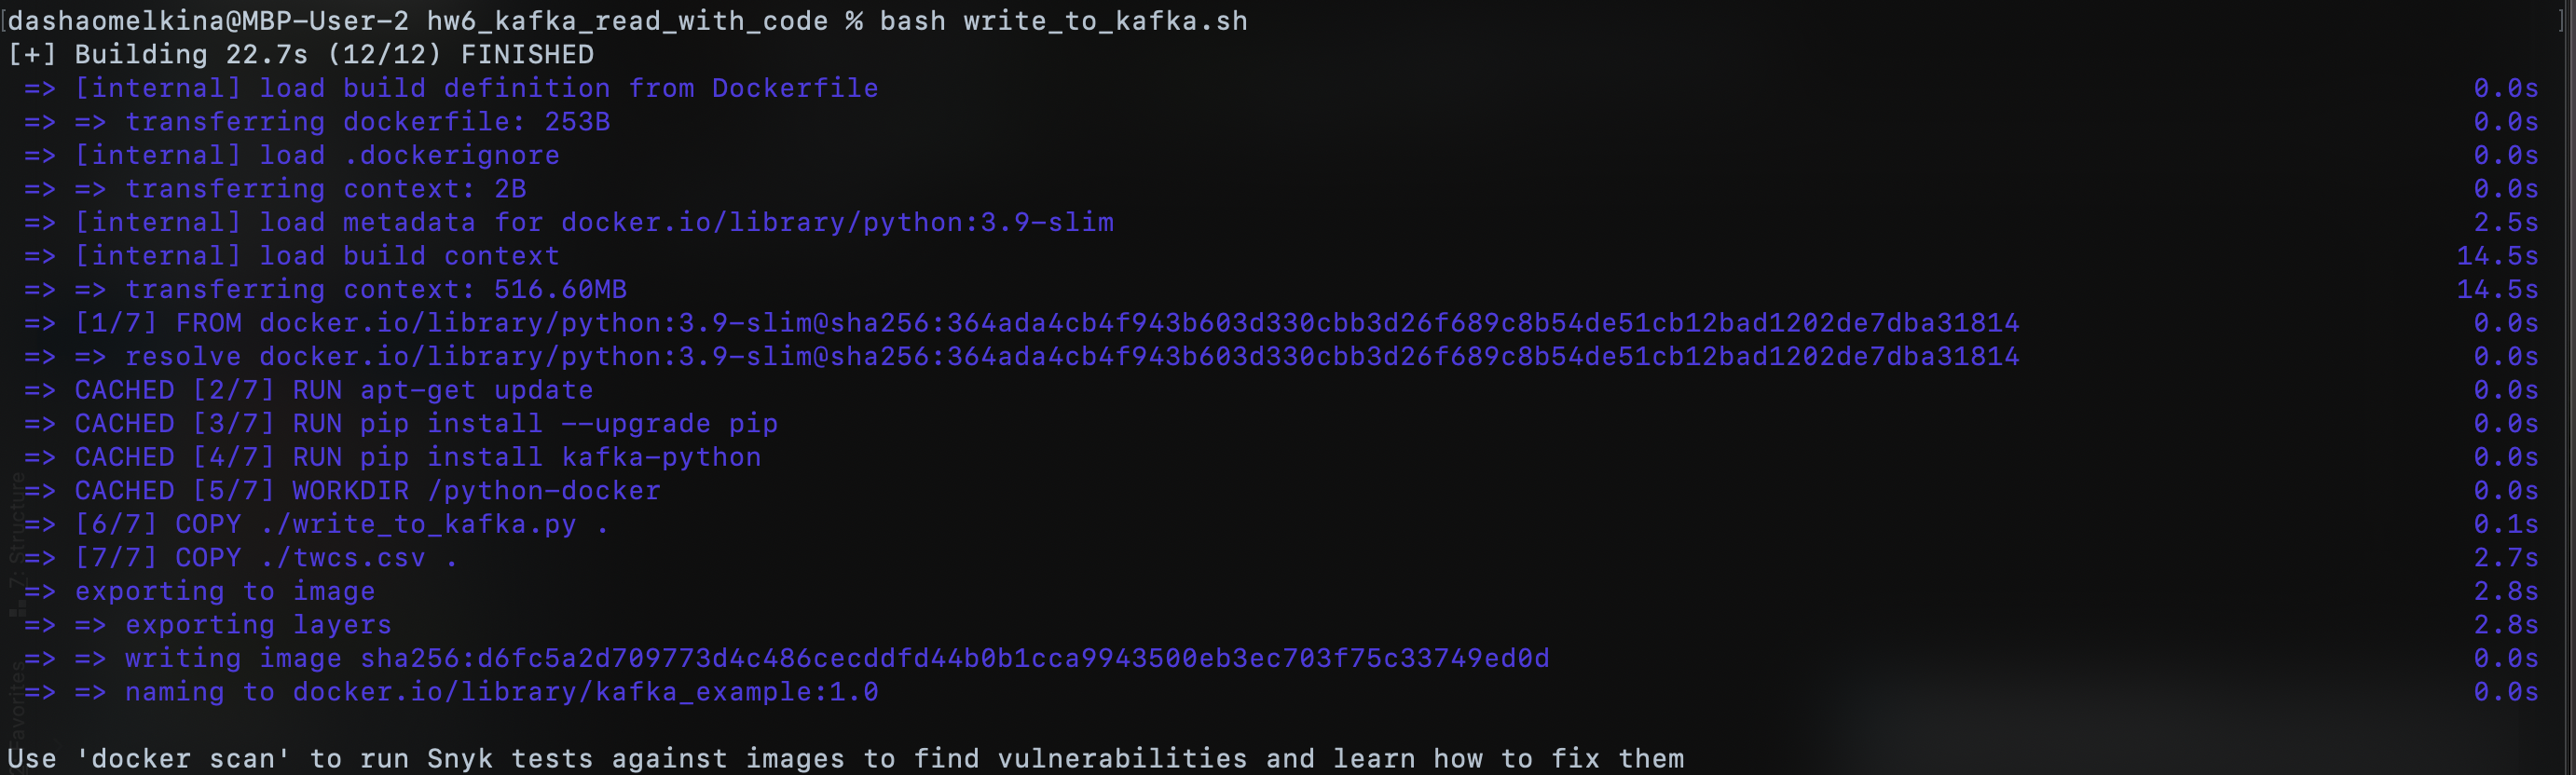 [dashaomelkina@MBP-User-2 hw6_kafka_read_with_code % bash write_to_kafka.sh ]
[+] Building 22.7s (12/12) FINISHED
=> [internal] load build definition from Dockerfile 0.0s
=> => transferring dockerfile: 253B 0.0s
=> [internal] load .dockerignore 0.0s
=> => transferring context: 2B 0.0s
=> [internal] load metadata for docker.io/library/python:3.9-slim 2.5s
=> [internal] load build context 14.5s
=> => transferring context: 516.60MB 14.5s
=> [1/7] FROM docker.io/library/python:3.9-slim@sha256:364ada4cb4f943b603d330cbb3d26f689c8b54de51cb12bad1202de7dba31814 0.0s
=> => resolve docker.io/library/python:3.9-slim@sha256:364ada4cb4f943b603d330cbb3d26f689c8b54de51cb12bad1202de7dba31814 0.0s
=> CACHED [2/7] RUN apt-get update 0.0s
=> CACHED [3/7] RUN pip install --upgrade pip 0.0s
=> CACHED [4/7] RUN pip install kafka-python 0.0s
=> CACHED [5/7] WORKDIR /python-docker 0.0s
=> [6/7] COPY ./write_to_kafka.py . 0.1s
=> [7/7] COPY ./twcs.csv . 2.7s
=> exporting to image 2.8s
=> => exporting layers 2.8s
=> => writing image sha256:d6fc5a2d709773d4c486cecddfd44b0b1cca9943500eb3ec703f75c33749ed0d 0.0s
=> => naming to docker.io/library/kafka_example:1.0 0.0s
Use 'docker scan' to run Snyk tests against images to find vulnerabilities and learn how to fix them
7: Structure
Favorites